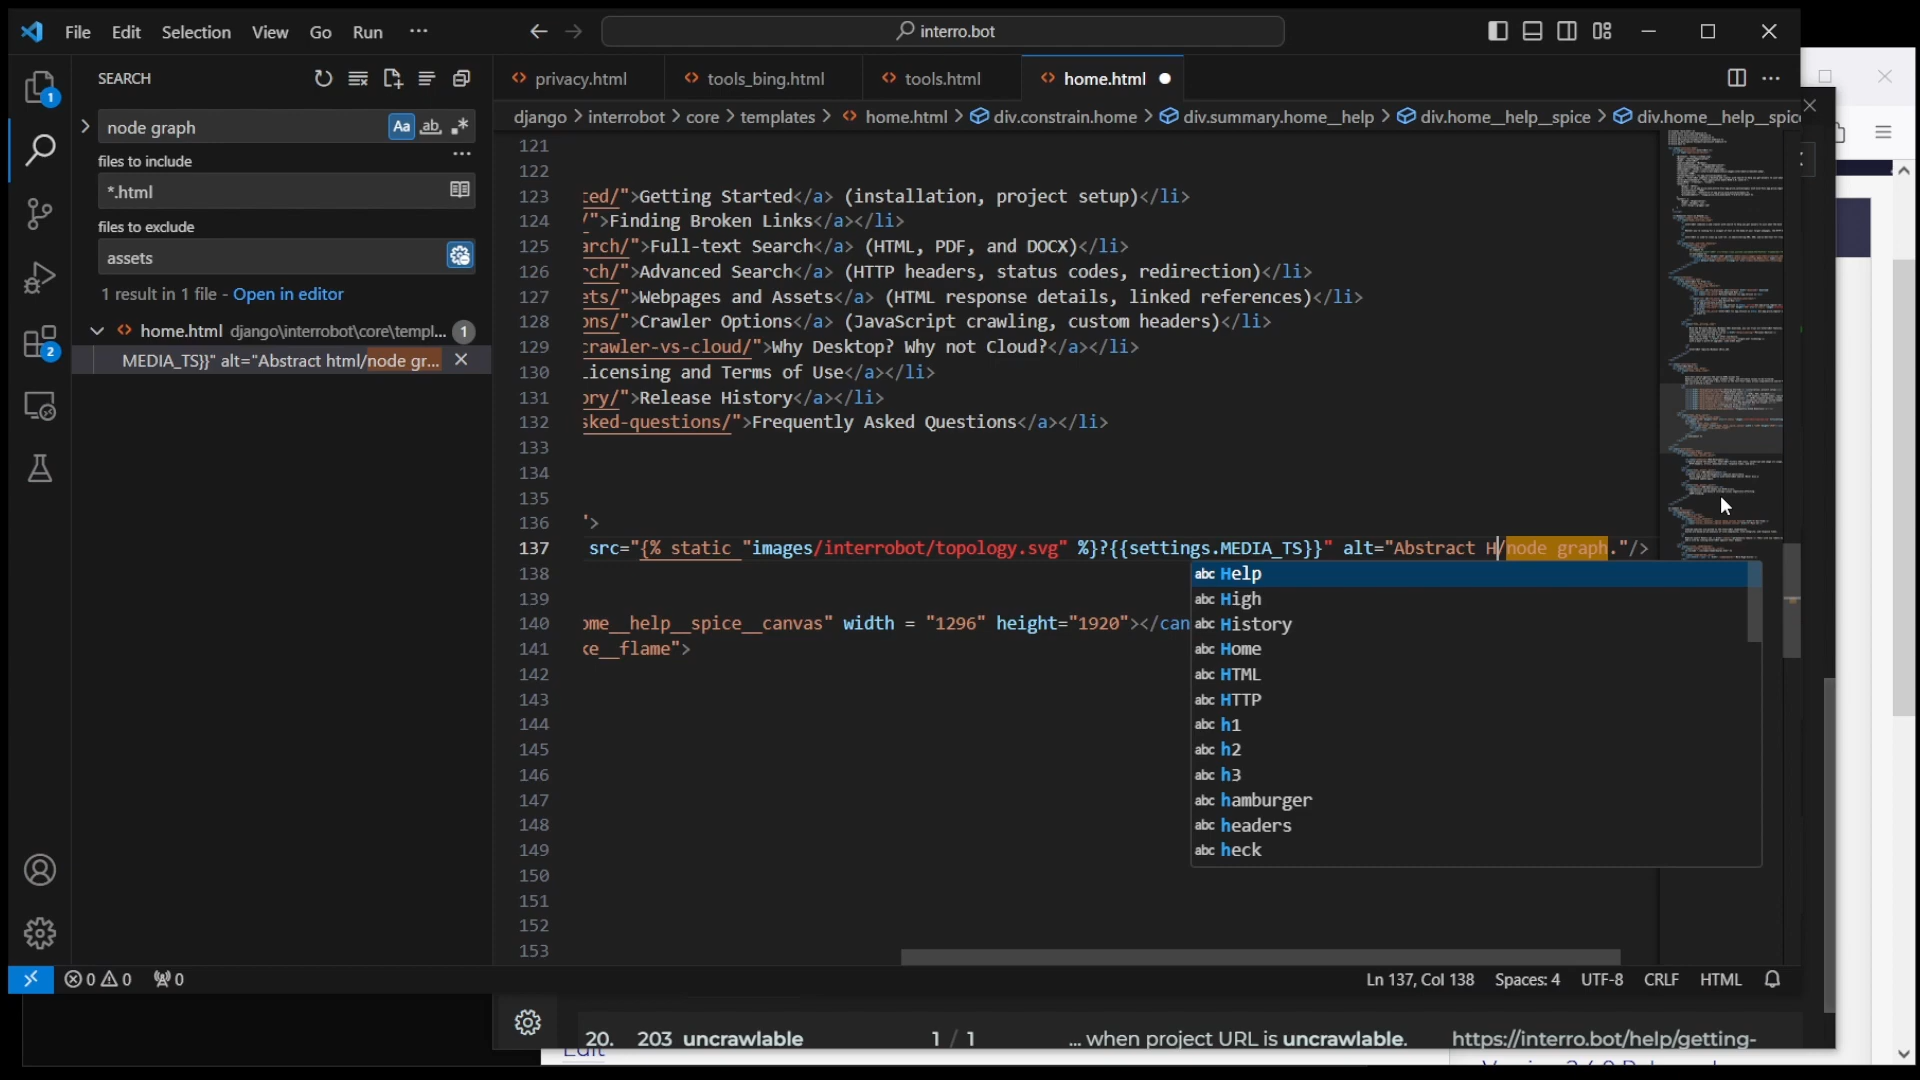 File Edit Selection View Go Run ··· interro.bot
SEARCH
node graph Aa ab
files to include
*.html
files to exclude
assets
1 result in 1 file - Open in editor
home.html django\interrobot\core\templ... 1
MEDIA_TS}}" alt="Abstract html/node gr...
1
2
privacy.html tools_bing.html tools.html home.html
django > interrobot > core > templates > home.html > div.constrain.home > div.summary.home__help > div.home__help__spice > div.home__help__spice
121
122
123 ted/">Getting Started</a> (installation, project setup)</li>
124 /">Finding Broken Links</a></li>
125 arch/">Full-text Search</a> (HTML, PDF, and DOCX)</li>
126 rch/">Advanced Search</a> (HTTP headers, status codes, redirection)</li>
127 ets/">Webpages and Assets</a> (HTML response details, linked references)</li>
128 ons/">Crawler Options</a> (JavaScript crawling, custom headers)</li>
129 crawler-vs-cloud/">Why Desktop? Why not Cloud?</a></li>
130 Licensing and Terms of Use</a></li>
131 ory/">Release History</a></li>
132 sked-questions/">Frequently Asked Questions</a></li>
133
134
135
136 ">
137 src="{% static "images/interrobot/topology.svg" %}?{{settings.MEDIA_TS}}" alt="Abstract H/node graph."/>
138
139
140 ome__help__spice__canvas" width = "1296" height="1920"></can
141 ke__flame">
142
143
144
145
146
147
148
149
150
151
152
153
abc Help
abc High
abc History
abc Home
abc HTML
abc HTTP
abc h1
abc h2
abc h3
abc hamburger
abc headers
abc heck
0 0 0 Ln 137, Col 138 Spaces: 4 UTF-8 CRLF HTML
20. 203 uncrawlable 1 / 1 ... when project URL is uncrawlable. https://interro.bot/help/getting-
Edit